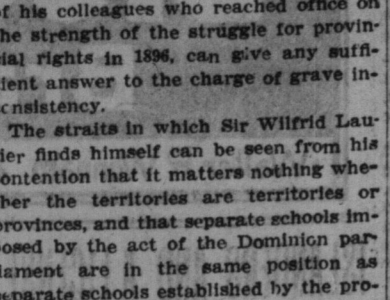 of his colleagues who reached office on
he strength of the struggle for provin-
ial rights in 1896, can give any suffi-
ient answer to the charge of grave in-
cnsistency.
The straits in which Sir Wilfrid Lau-
ier finds himself can be seen from his
ontention that it matters nothing whe-
her the territories are territories or
provinces, and that separate schools im-
posed by the act of the Dominion par-
iament are in the same position as
separate schools established by the pro-